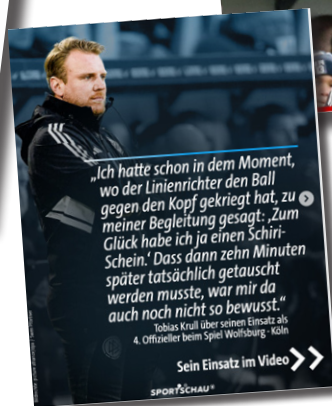 „Ich hatte schon in dem Moment,
wo der Linienrichter den Ball
gegen den Kopf gekriegt hat, zu
meiner Begleitung gesagt: ‚Zum
Glück habe ich ja einen Schiri-
Schein.‘ Dass dann zehn Minuten
später tatsächlich getauscht
werden musste, war mir da
auch noch nicht so bewusst.“
Tobias Krull über seinen Einsatz als
4. Offizieller beim Spiel Wolfsburg - Köln
Sein Einsatz im Video
SPORTSCHAU